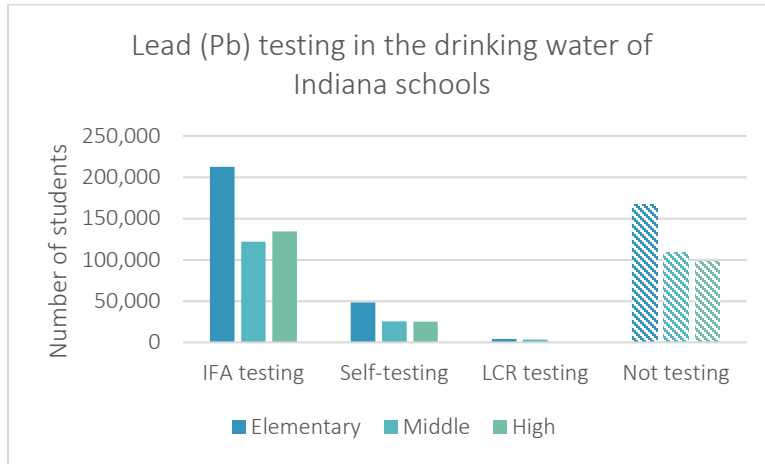 Lead (Pb) testing in the drinking water of
Indiana schools
Number of students
250,000
200,000
150,000
100,000
50,000
0
IFA testing Self-testing LCR testing Not testing
Elementary Middle High